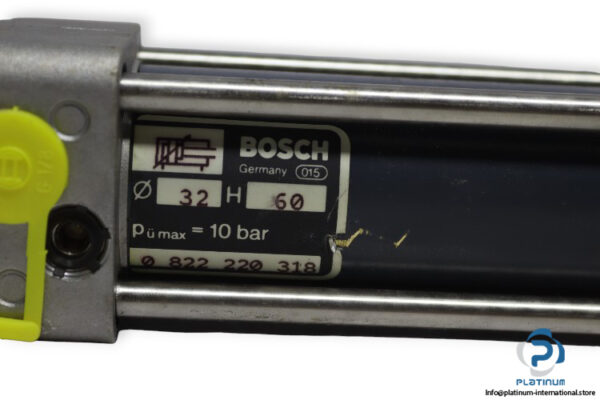 BOSCH
Germany 015
Ø 32 H 60
pü max = 10 bar
0 822 220 318
PLATINUM
Info@platinum-international.store